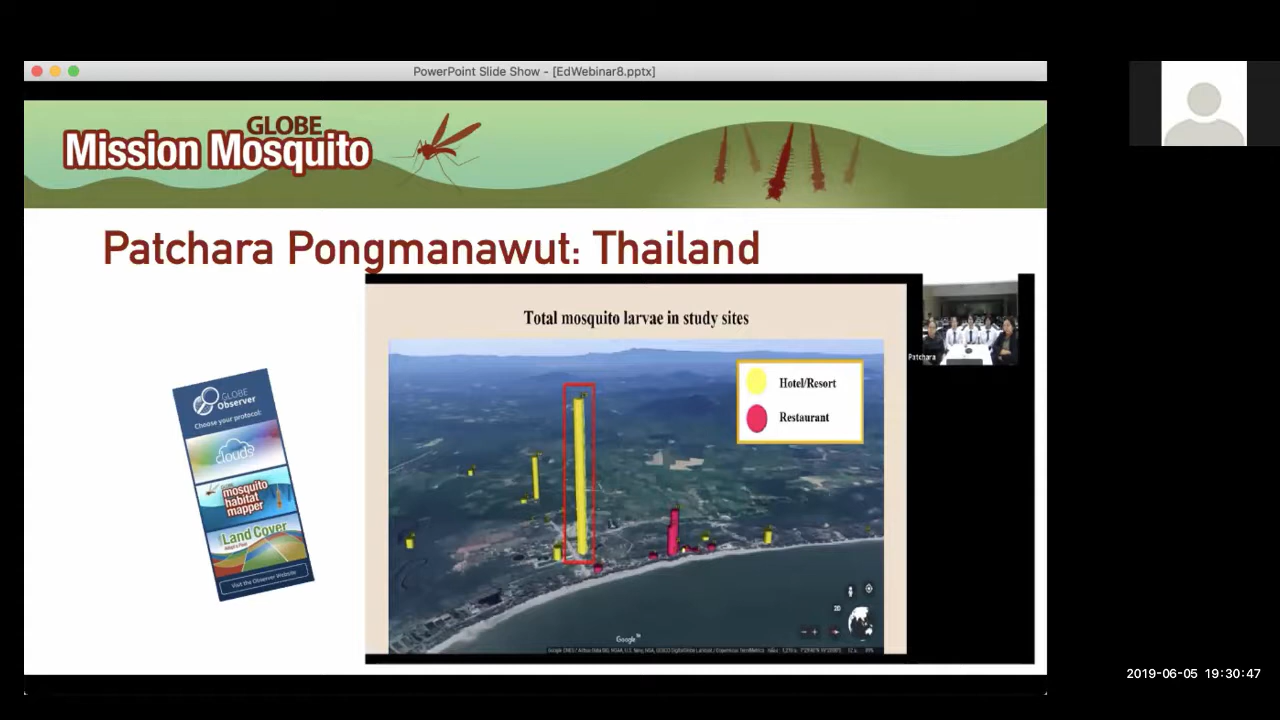 PowerPoint Slide Show - [EdWebinar8.pptx]
GLOBE
Mission Mosquito
Patchara Pongmanawut: Thailand
Total mosquito larvae in study sites
Hotel/Resort
Restaurant
Patchara
GLOBE
Observer
Choose your protocol:
clouds
mosquito
habitat
mapper
Land Cover
Visit the Observer Website
Google
2D
2019-06-05 19:30:47